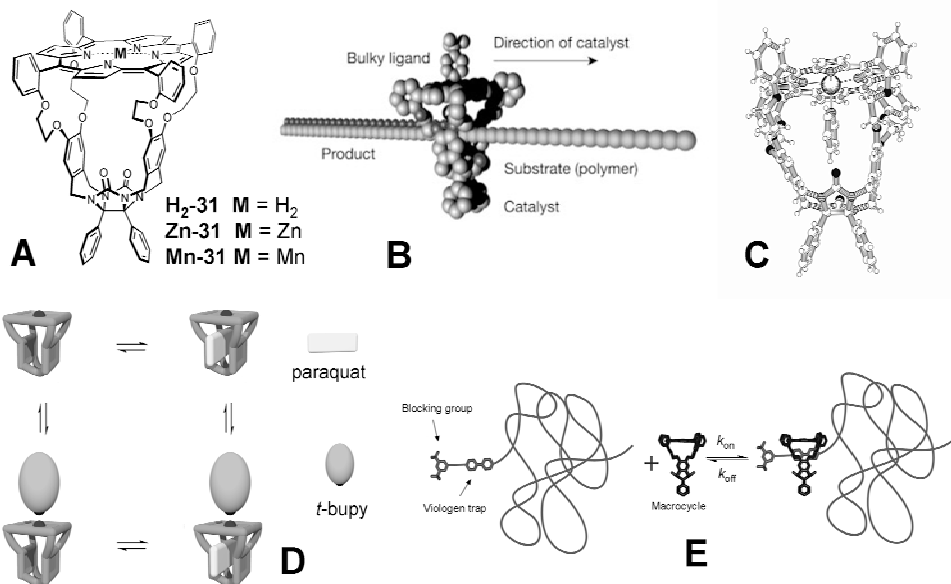 M
N
N
N
N
O
O
O
O
O
O
N
N
N
N
H2-31 M = H2
Zn-31 M = Zn
Mn-31 M = Mn
A
Bulky ligand
Direction of catalyst
Product
Substrate (polymer)
Catalyst
B
C
paraquat
t-bupy
D
Blocking group
Viologen trap
+
Macrocycle
kon
koff
E